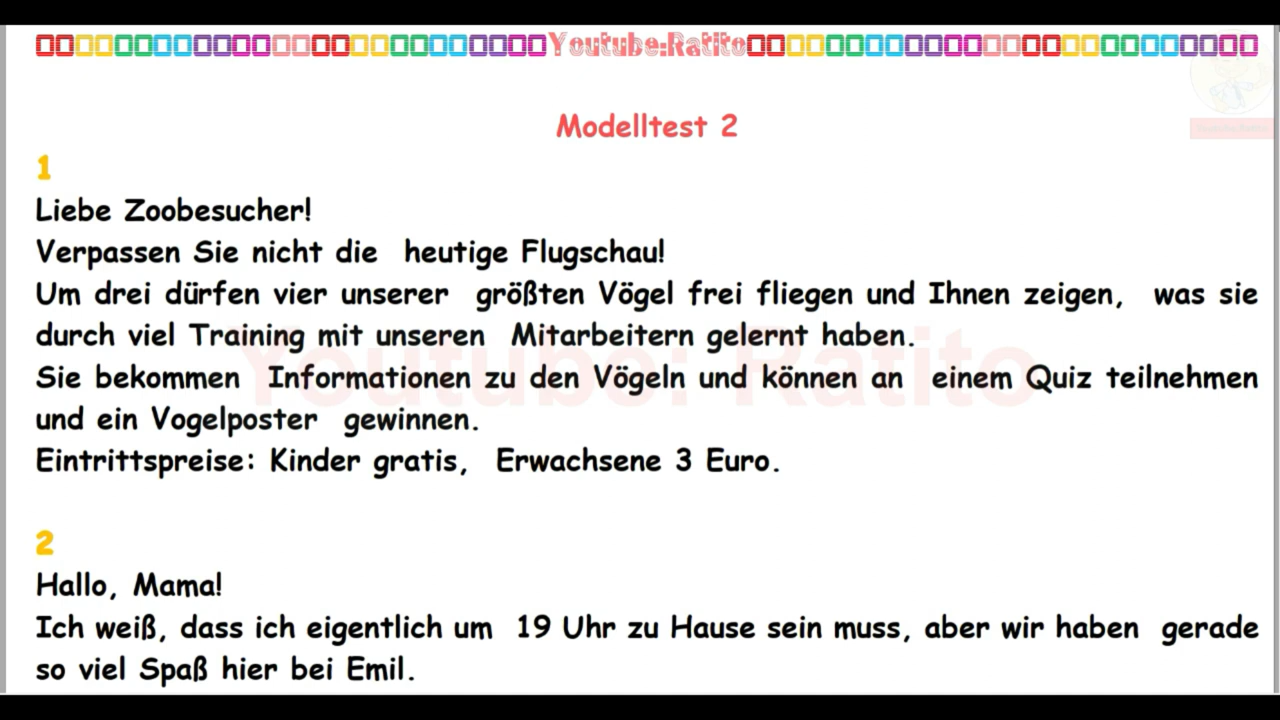 Youtube:Ratito
Modelltest 2
1
Liebe Zoobesucher!
Verpassen Sie nicht die heutige Flugschau!
Um drei dürfen vier unserer größten Vögel frei fliegen und Ihnen zeigen, was sie
durch viel Training mit unseren Mitarbeitern gelernt haben.
Youtube: Ratito
Sie bekommen Informationen zu den Vögeln und können an einem Quiz teilnehmen
und ein Vogelposter gewinnen.
Eintrittspreise: Kinder gratis, Erwachsene 3 Euro.
2
Hallo, Mama!
Ich weiß, dass ich eigentlich um 19 Uhr zu Hause sein muss, aber wir haben gerade
so viel Spaß hier bei Emil.